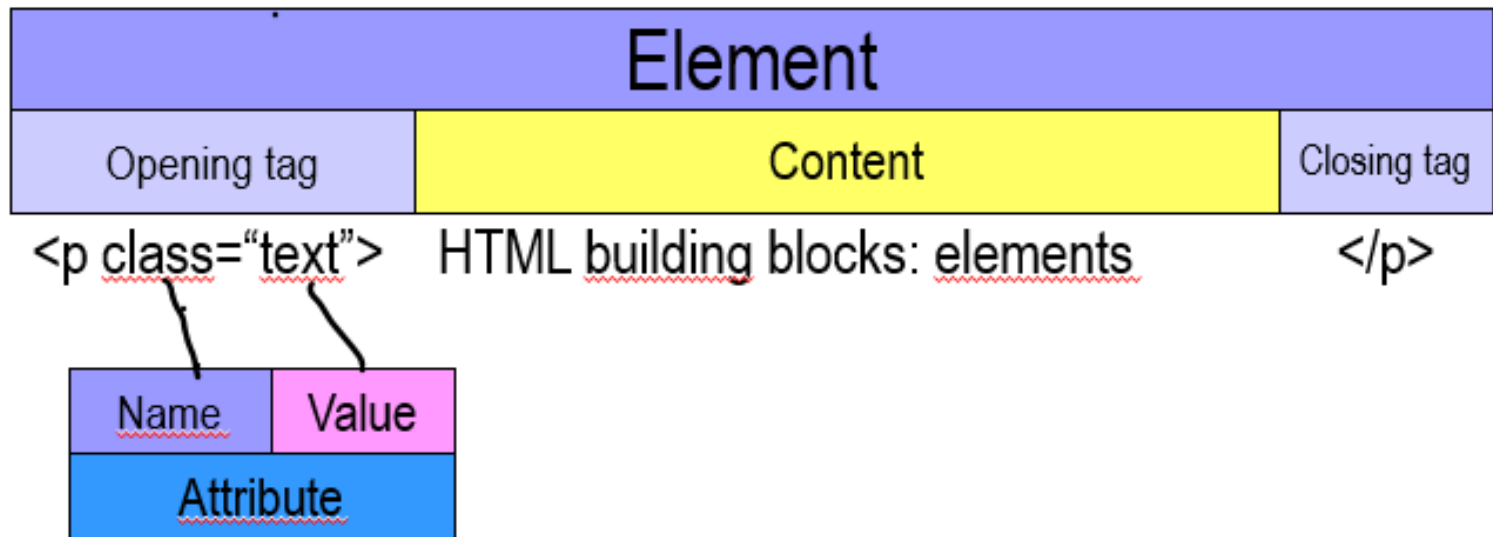 Element
Opening tag Content Closing tag
<p class=“text”> HTML building blocks: elements </p>
Name Value
Attribute